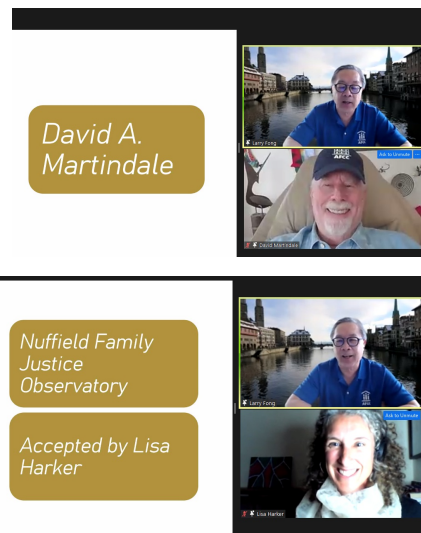 David A.
Martindale
Larry Fong
AFCC
Ask to Unmute
David Martindale
Nuffield Family
Justice
Observatory
Accepted by Lisa
Harker
Larry Fong
AFCC
Ask to Unmute
Lisa Harker